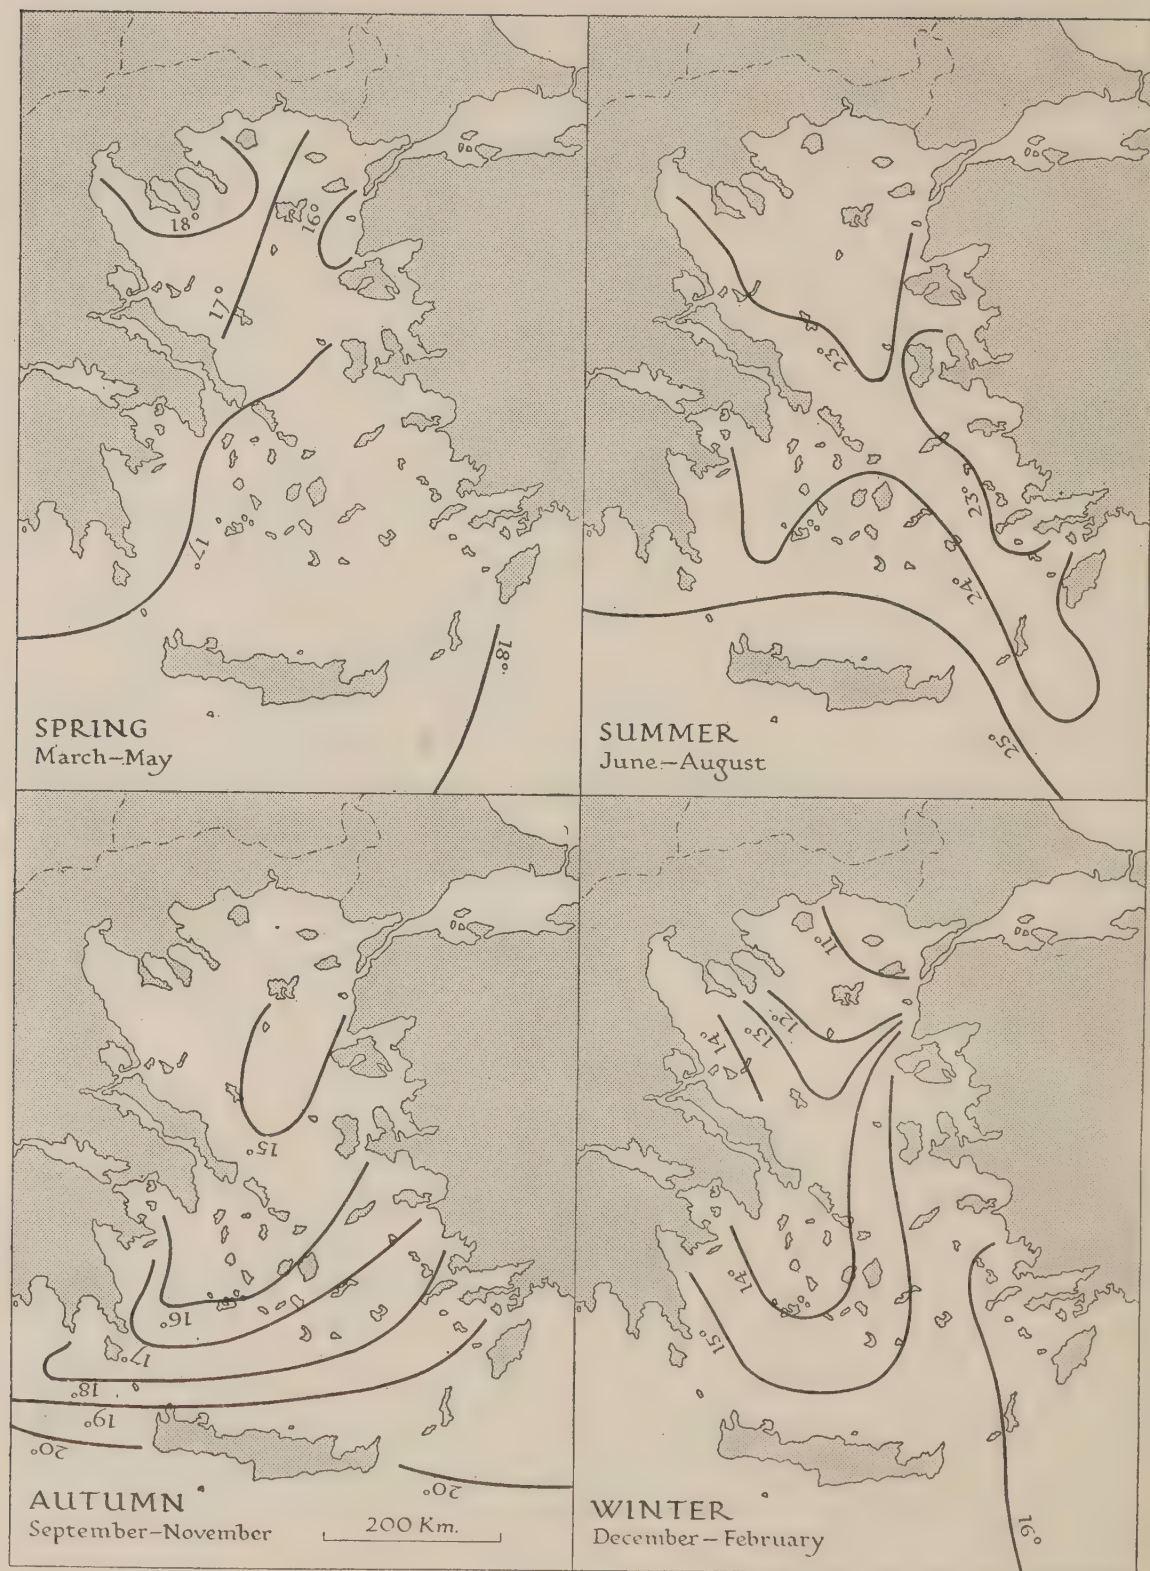 18°
16°
17°
17°
18°
SPRING
March–May
23°
23°
24°
25°
SUMMER
June–August
15°
16°
17°
18°
19°
20°
20°
AUTUMN
September–November
200 Km.
11°
12°
13°
14°
14°
15°
16°
WINTER
December – February